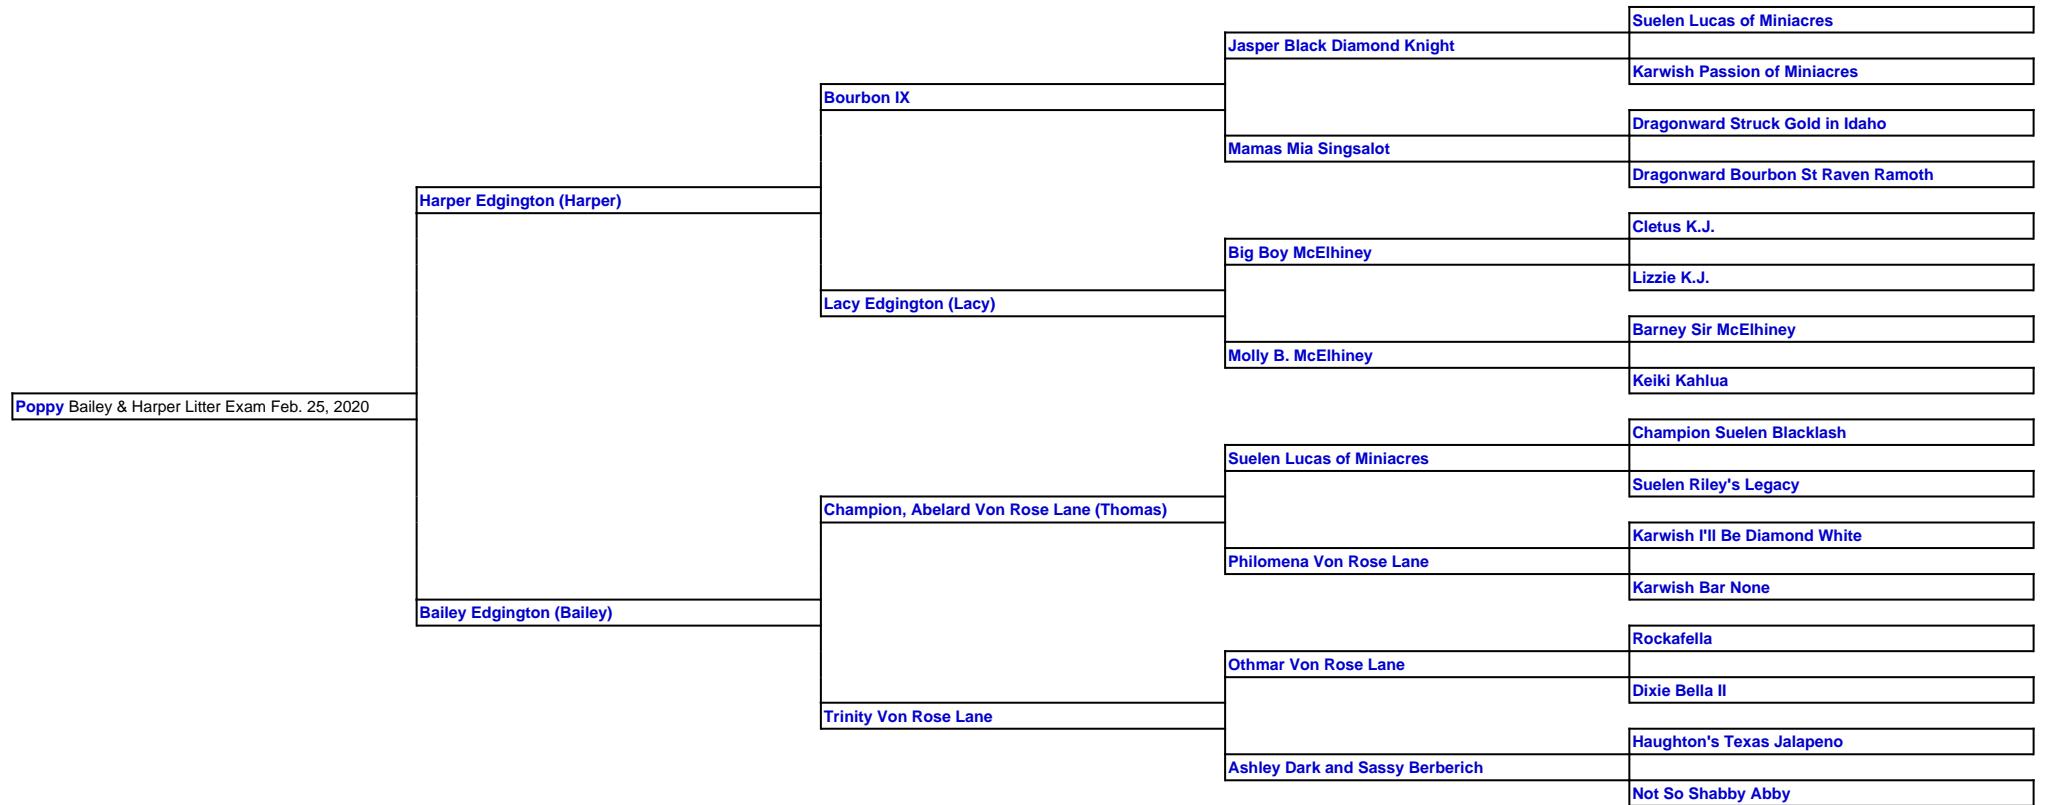 Suelen Lucas of Miniacres
Jasper Black Diamond Knight
Karwish Passion of Miniacres
Bourbon IX
Dragonward Struck Gold in Idaho
Mamas Mia Singsalot
Dragonward Bourbon St Raven Ramoth
Harper Edgington (Harper)
Cletus K.J.
Big Boy McElhiney
Lizzie K.J.
Lacy Edgington (Lacy)
Barney Sir McElhiney
Molly B. McElhiney
Keiki Kahlua
Poppy Bailey & Harper Litter Exam Feb. 25, 2020
Champion Suelen Blacklash
Suelen Lucas of Miniacres
Suelen Riley's Legacy
Champion, Abelard Von Rose Lane (Thomas)
Karwish I'll Be Diamond White
Philomena Von Rose Lane
Karwish Bar None
Bailey Edgington (Bailey)
Rockafella
Othmar Von Rose Lane
Dixie Bella II
Trinity Von Rose Lane
Haughton's Texas Jalapeno
Ashley Dark and Sassy Berberich
Not So Shabby Abby